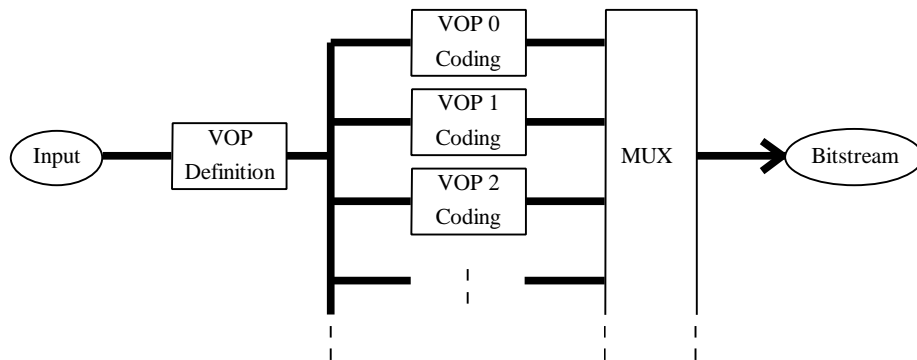 Input
VOP
Definition
VOP 0
Coding
VOP 1
Coding
VOP 2
Coding
MUX
Bitstream